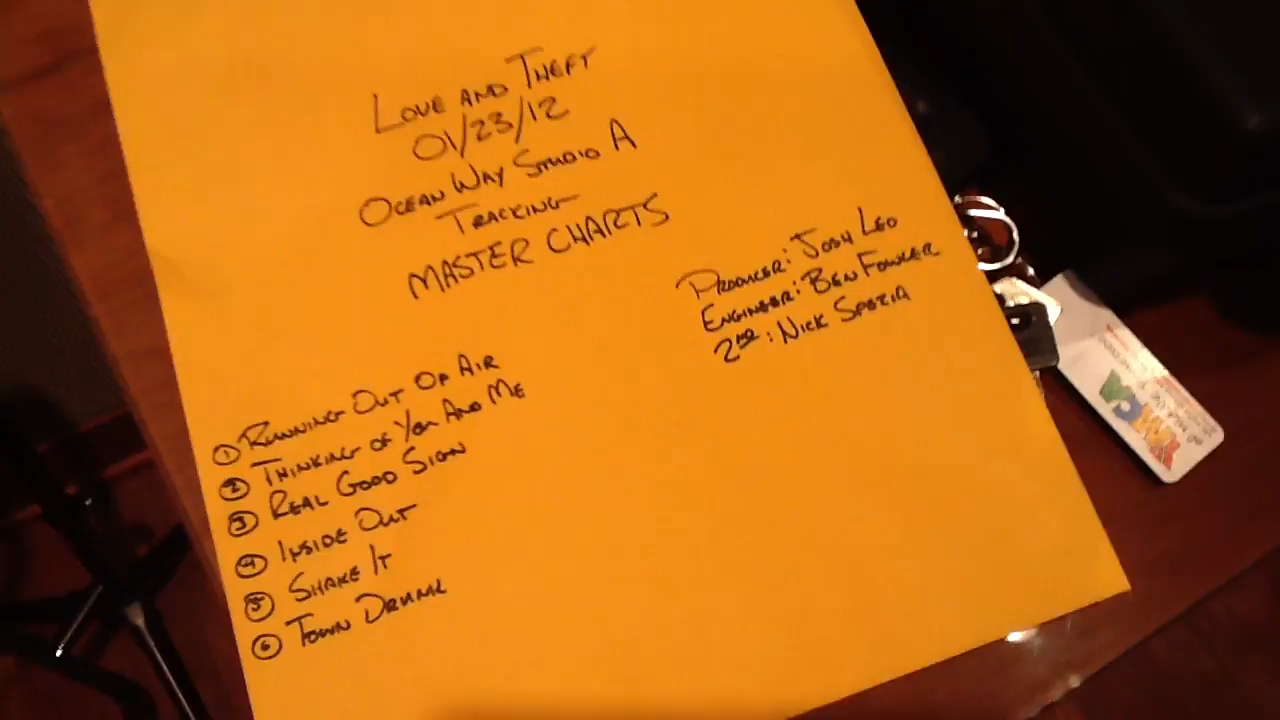 LOVE AND THEFT
01/23/12
OCEAN WAY STUDIO A
TRACKING
MASTER CHARTS
PRODUCER: JOSH LEO
ENGINEER: BEN FOWLER
2ND: NICK SPEZIA
① RUNNING OUT OF AIR
② THINKING OF YOU AND ME
③ REAL GOOD SIGN
④ INSIDE OUT
⑤ SHAKE IT
⑥ TOWN DRUNK